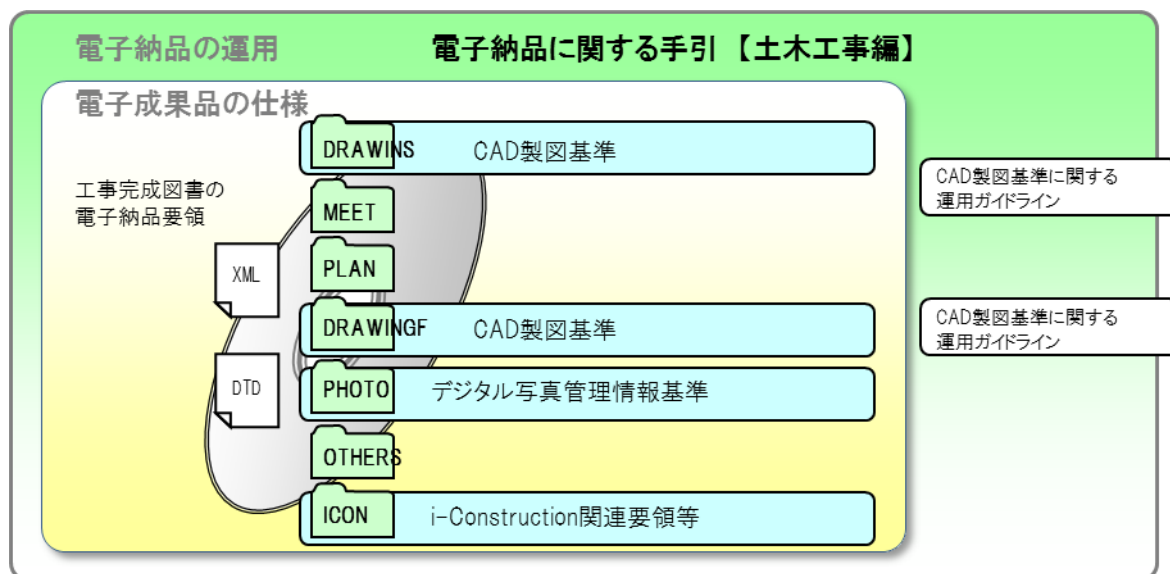 電子納品の運用
電子納品に関する手引【土木工事編】
電子成果品の仕様
DRAWINS
CAD製図基準
CAD製図基準に関する
運用ガイドライン
工事完成図書の
電子納品要領
MEET
XML
PLAN
DRAWINGF
CAD製図基準
CAD製図基準に関する
運用ガイドライン
DTD
PHOTO
デジタル写真管理情報基準
OTHERS
ICON
i-Construction関連要領等